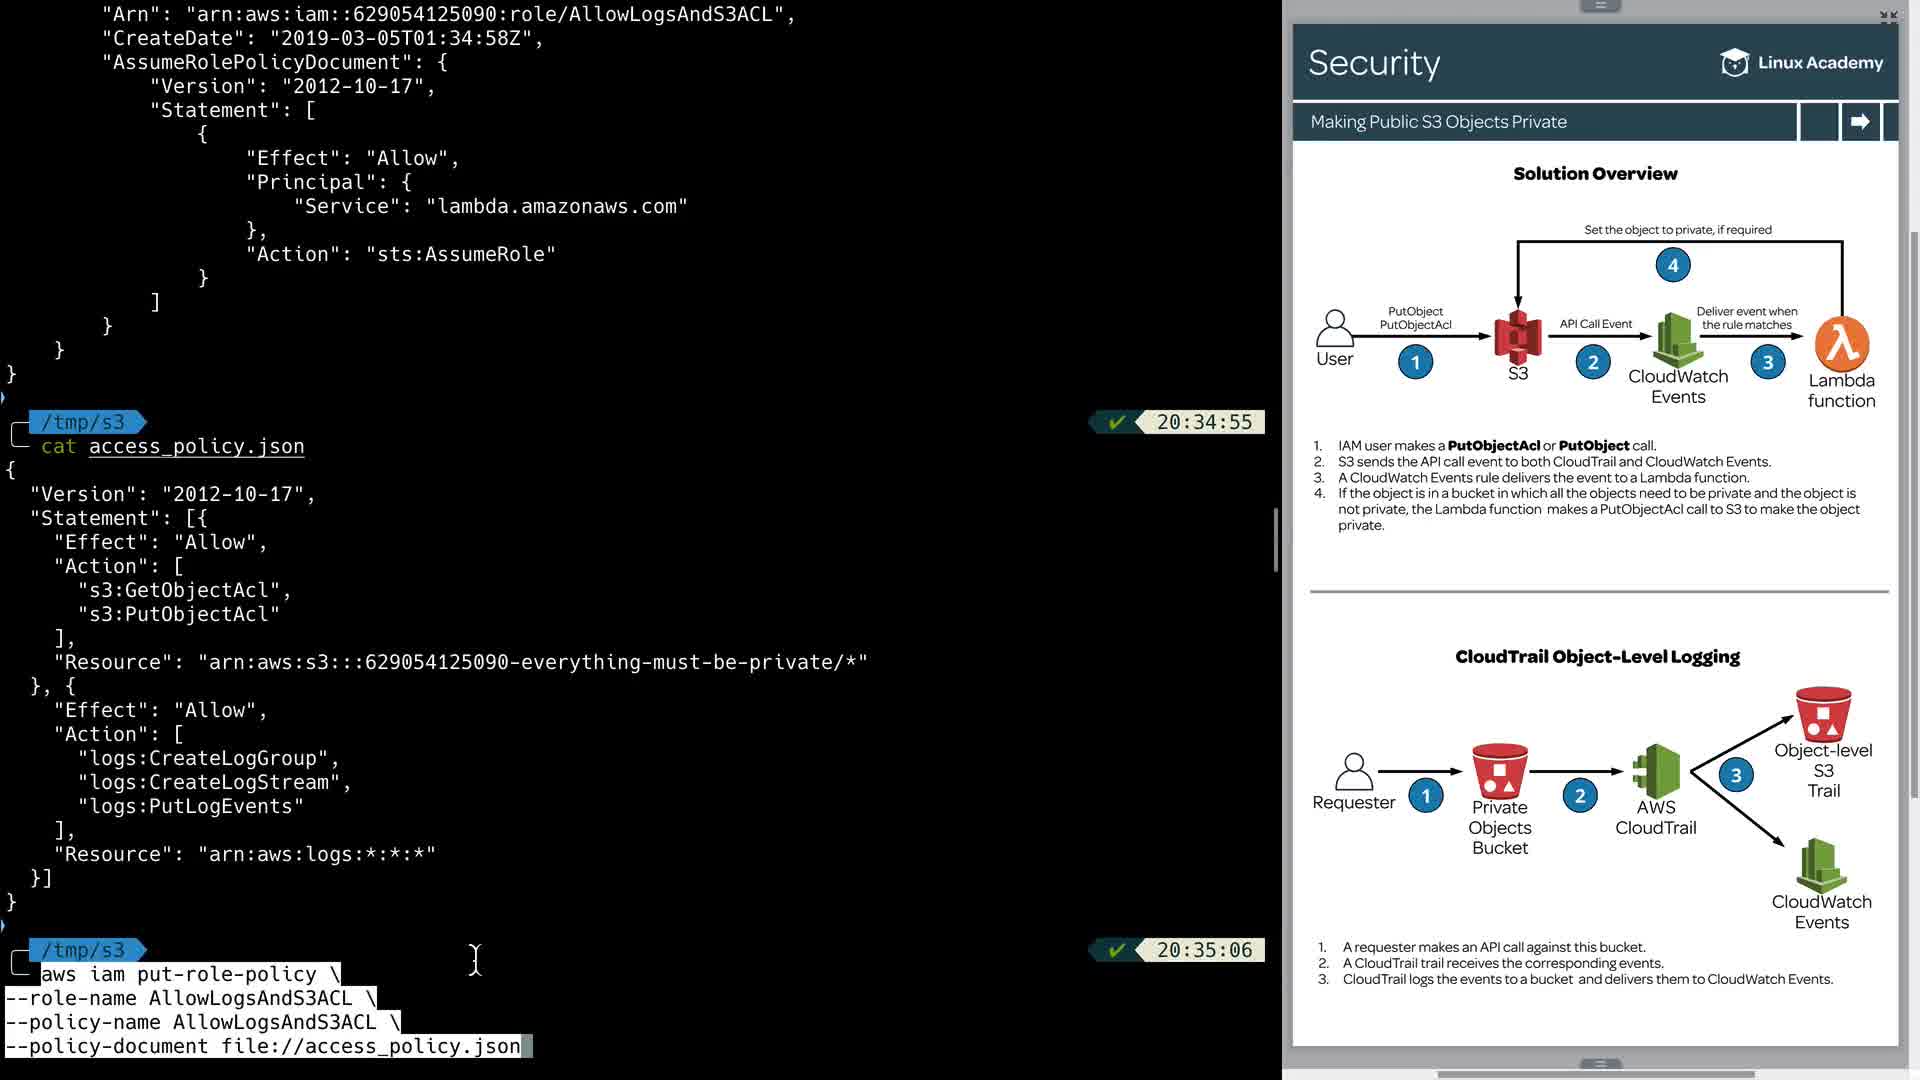 "Arn": "arn:aws:iam::629054125090:role/AllowLogsAndS3ACL",
"CreateDate": "2019-03-05T01:34:58Z",
"AssumeRolePolicyDocument": {
"Version": "2012-10-17",
"Statement": [
{
"Effect": "Allow",
"Principal": {
"Service": "lambda.amazonaws.com"
},
"Action": "sts:AssumeRole"
}
]
}
}
}
/tmp/s3 ✔ 20:34:55
cat access_policy.json
{
"Version": "2012-10-17",
"Statement": [{
"Effect": "Allow",
"Action": [
"s3:GetObjectAcl",
"s3:PutObjectAcl"
],
"Resource": "arn:aws:s3:::629054125090-everything-must-be-private/*"
}, {
"Effect": "Allow",
"Action": [
"logs:CreateLogGroup",
"logs:CreateLogStream",
"logs:PutLogEvents"
],
"Resource": "arn:aws:logs:*:*:*"
}]
}
/tmp/s3 ✔ 20:35:06
aws iam put-role-policy \
--role-name AllowLogsAndS3ACL \
--policy-name AllowLogsAndS3ACL \
--policy-document file://access_policy.json
Security
Linux Academy
Making Public S3 Objects Private
Solution Overview
Set the object to private, if required
4
PutObject
PutObjectAcl
API Call Event
Deliver event when
the rule matches
1
2
3
User
S3
CloudWatch
Events
Lambda
function
1. IAM user makes a PutObjectAcl or PutObject call.
2. S3 sends the API call event to both CloudTrail and CloudWatch Events.
3. A CloudWatch Events rule delivers the event to a Lambda function.
4. If the object is in a bucket in which all the objects need to be private and the object is
not private, the Lambda function makes a PutObjectAcl call to S3 to make the object
private.
CloudTrail Object-Level Logging
Object-level
S3
Trail
Requester
1
Private
Objects
Bucket
2
AWS
CloudTrail
3
CloudWatch
Events
1. A requester makes an API call against this bucket.
2. A CloudTrail trail receives the corresponding events.
3. CloudTrail logs the events to a bucket and delivers them to CloudWatch Events.